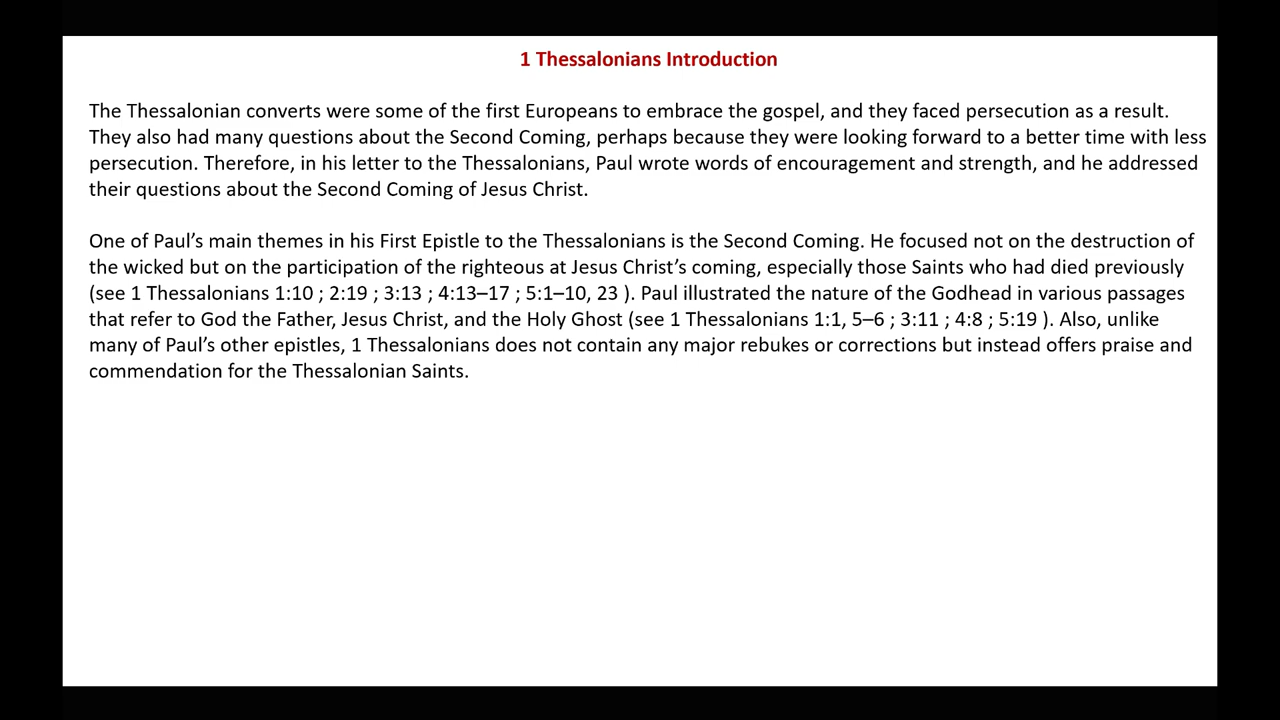 1 Thessalonians Introduction
The Thessalonian converts were some of the first Europeans to embrace the gospel, and they faced persecution as a result.
They also had many questions about the Second Coming, perhaps because they were looking forward to a better time with less
persecution. Therefore, in his letter to the Thessalonians, Paul wrote words of encouragement and strength, and he addressed
their questions about the Second Coming of Jesus Christ.
One of Paul’s main themes in his First Epistle to the Thessalonians is the Second Coming. He focused not on the destruction of
the wicked but on the participation of the righteous at Jesus Christ’s coming, especially those Saints who had died previously
(see 1 Thessalonians 1:10 ; 2:19 ; 3:13 ; 4:13–17 ; 5:1–10, 23 ). Paul illustrated the nature of the Godhead in various passages
that refer to God the Father, Jesus Christ, and the Holy Ghost (see 1 Thessalonians 1:1, 5–6 ; 3:11 ; 4:8 ; 5:19 ). Also, unlike
many of Paul’s other epistles, 1 Thessalonians does not contain any major rebukes or corrections but instead offers praise and
commendation for the Thessalonian Saints.